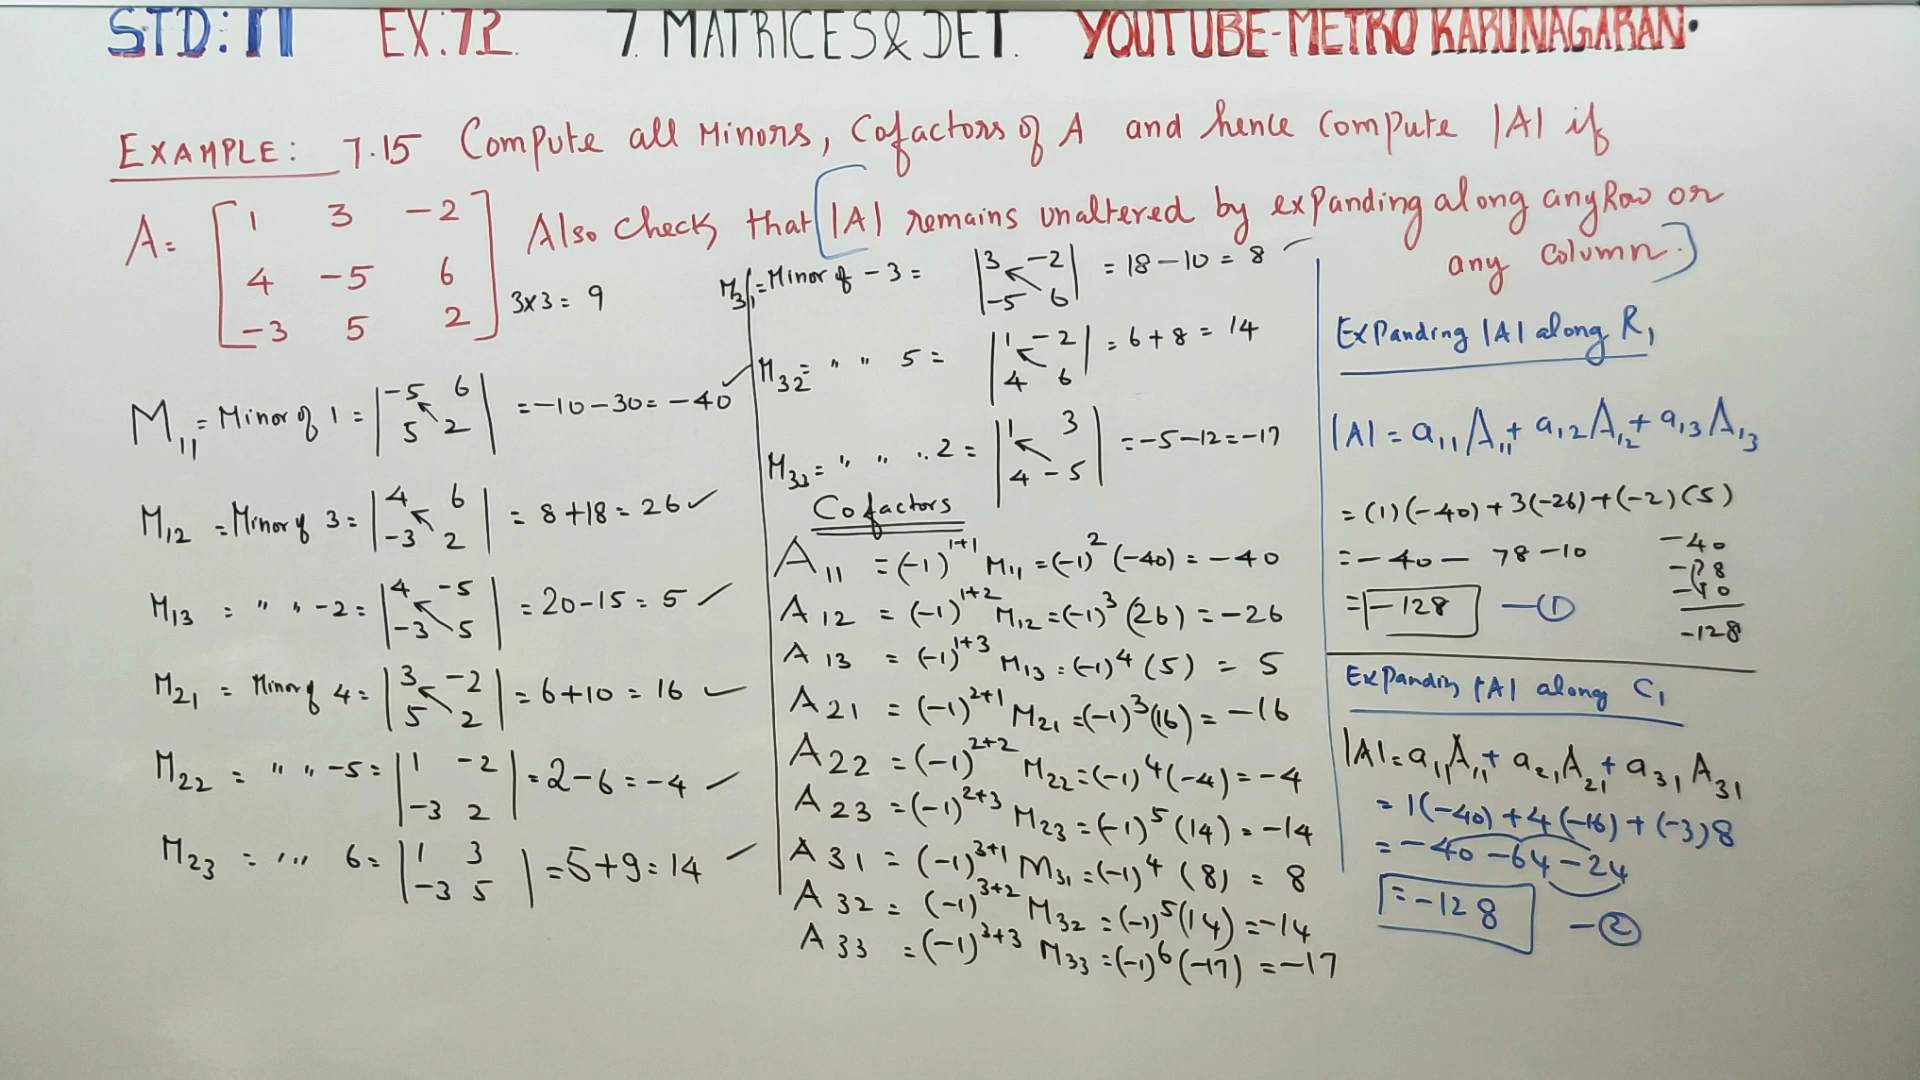 STD: 11 EX: 7.2. 7. MATRICES & DET. YOUTUBE-METRO KARUNAGARAN.
EXAMPLE: 7.15 Compute all Minors, Cofactors of A and hence compute |A| if
A = [1 3 -2
4 -5 6
-3 5 2] 3x3 = 9
Also check that [|A| remains unaltered by expanding along any Row or
any column.]
M11 = Minor of 1 = |-5 6; 5 2| = -10-30 = -40 ✓
M12 = Minor of 3 = |4 6; -3 2| = 8+18 = 26 ✓
M13 = " " -2 = |4 -5; -3 5| = 20-15 = 5 ✓
M21 = Minor of 4 = |3 -2; 5 2| = 6+10 = 16 ✓
M22 = " " -5 = |1 -2; -3 2| = 2-6 = -4 ✓
M23 = " " 6 = |1 3; -3 5| = 5+9 = 14 ✓
M31 = Minor of -3 = |3 -2; -5 6| = 18-10 = 8
M32 = " " 5 = |1 -2; 4 6| = 6+8 = 14
M33 = " " " 2 = |1 3; 4 -5| = -5-12 = -17
Cofactors
A11 = (-1)^1+1 M11 = (-1)^2 (-40) = -40
A12 = (-1)^1+2 M12 = (-1)^3 (26) = -26
A13 = (-1)^1+3 M13 = (-1)^4 (5) = 5
A21 = (-1)^2+1 M21 = (-1)^3 (16) = -16
A22 = (-1)^2+2 M22 = (-1)^4 (-4) = -4
A23 = (-1)^2+3 M23 = (-1)^5 (14) = -14
A31 = (-1)^3+1 M31 = (-1)^4 (8) = 8
A32 = (-1)^3+2 M32 = (-1)^5 (14) = -14
A33 = (-1)^3+3 M33 = (-1)^6 (-17) = -17
Expanding |A| along R1
|A| = a11 A11 + a12 A12 + a13 A13
= (1)(-40) + 3(-26) + (-2)(5)
= -40 - 78 -10
= -128 —①
-40
-78
-10
-128
Expanding |A| along C1
|A| = a11 A11 + a21 A21 + a31 A31
= 1(-40) + 4(-16) + (-3)8
= -40 -64 -24
= -128 —②